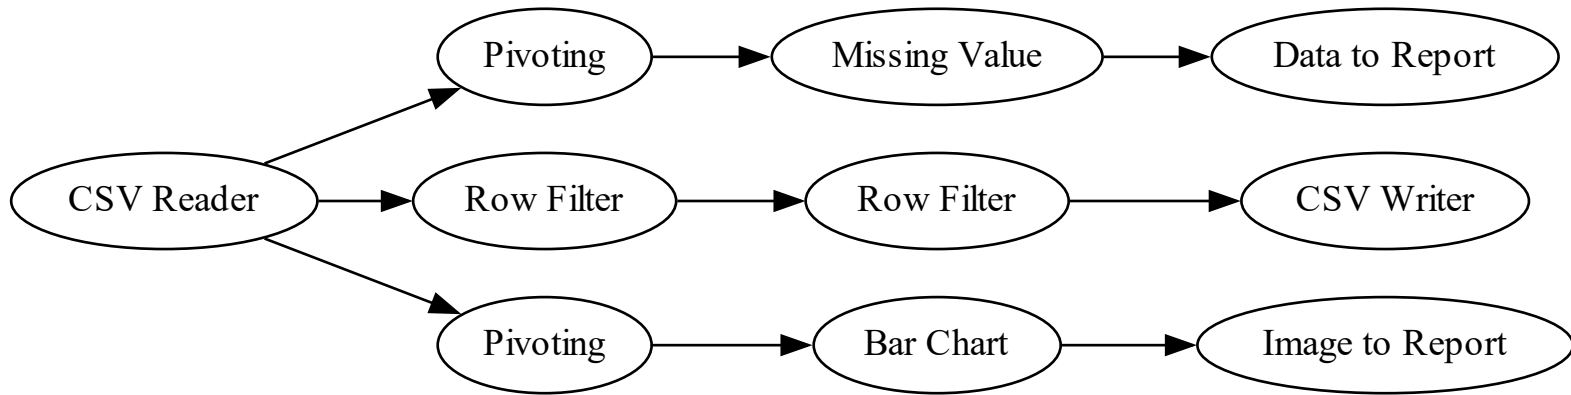 Pivoting
Missing Value
Data to Report
CSV Reader
Row Filter
Row Filter
CSV Writer
Pivoting
Bar Chart
Image to Report